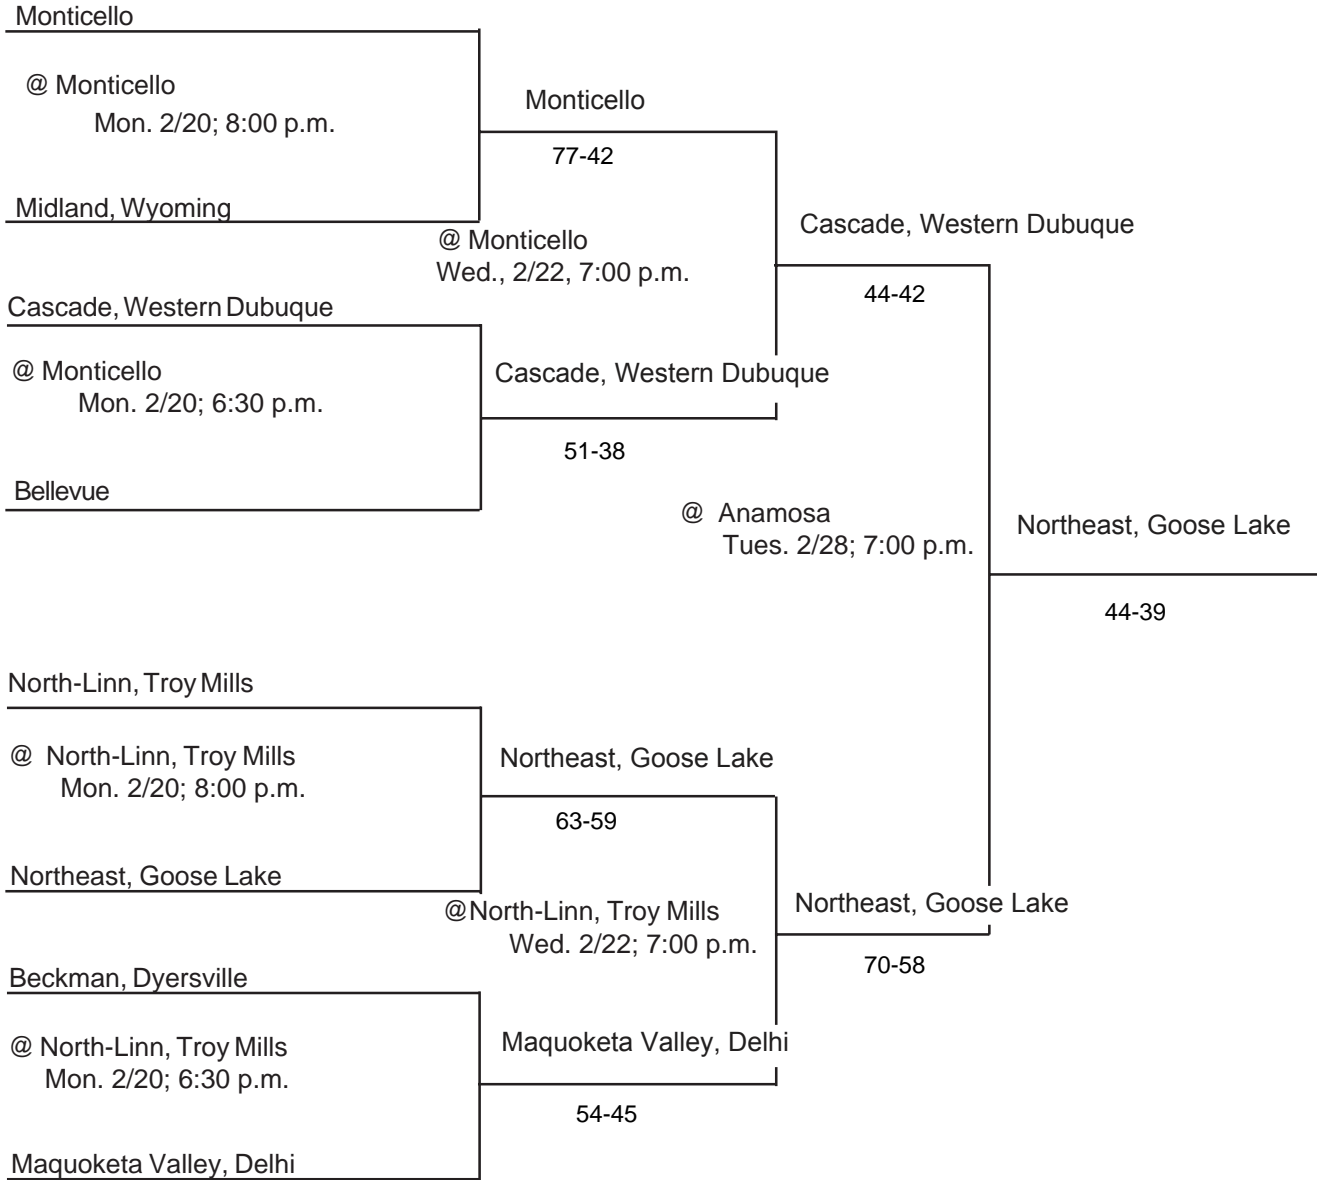 Monticello
@ Monticello
Mon. 2/20; 8:00 p.m.
Monticello
77-42
Midland, Wyoming
@ Monticello
Wed., 2/22, 7:00 p.m.
Cascade, Western Dubuque
44-42
Cascade, Western Dubuque
@ Monticello
Mon. 2/20; 6:30 p.m.
Cascade, Western Dubuque
51-38
Bellevue
@ Anamosa
Tues. 2/28; 7:00 p.m.
Northeast, Goose Lake
44-39
North-Linn, Troy Mills
@ North-Linn, Troy Mills
Mon. 2/20; 8:00 p.m.
Northeast, Goose Lake
63-59
Northeast, Goose Lake
@North-Linn, Troy Mills
Wed. 2/22; 7:00 p.m.
Northeast, Goose Lake
70-58
Beckman, Dyersville
@ North-Linn, Troy Mills
Mon. 2/20; 6:30 p.m.
Maquoketa Valley, Delhi
54-45
Maquoketa Valley, Delhi